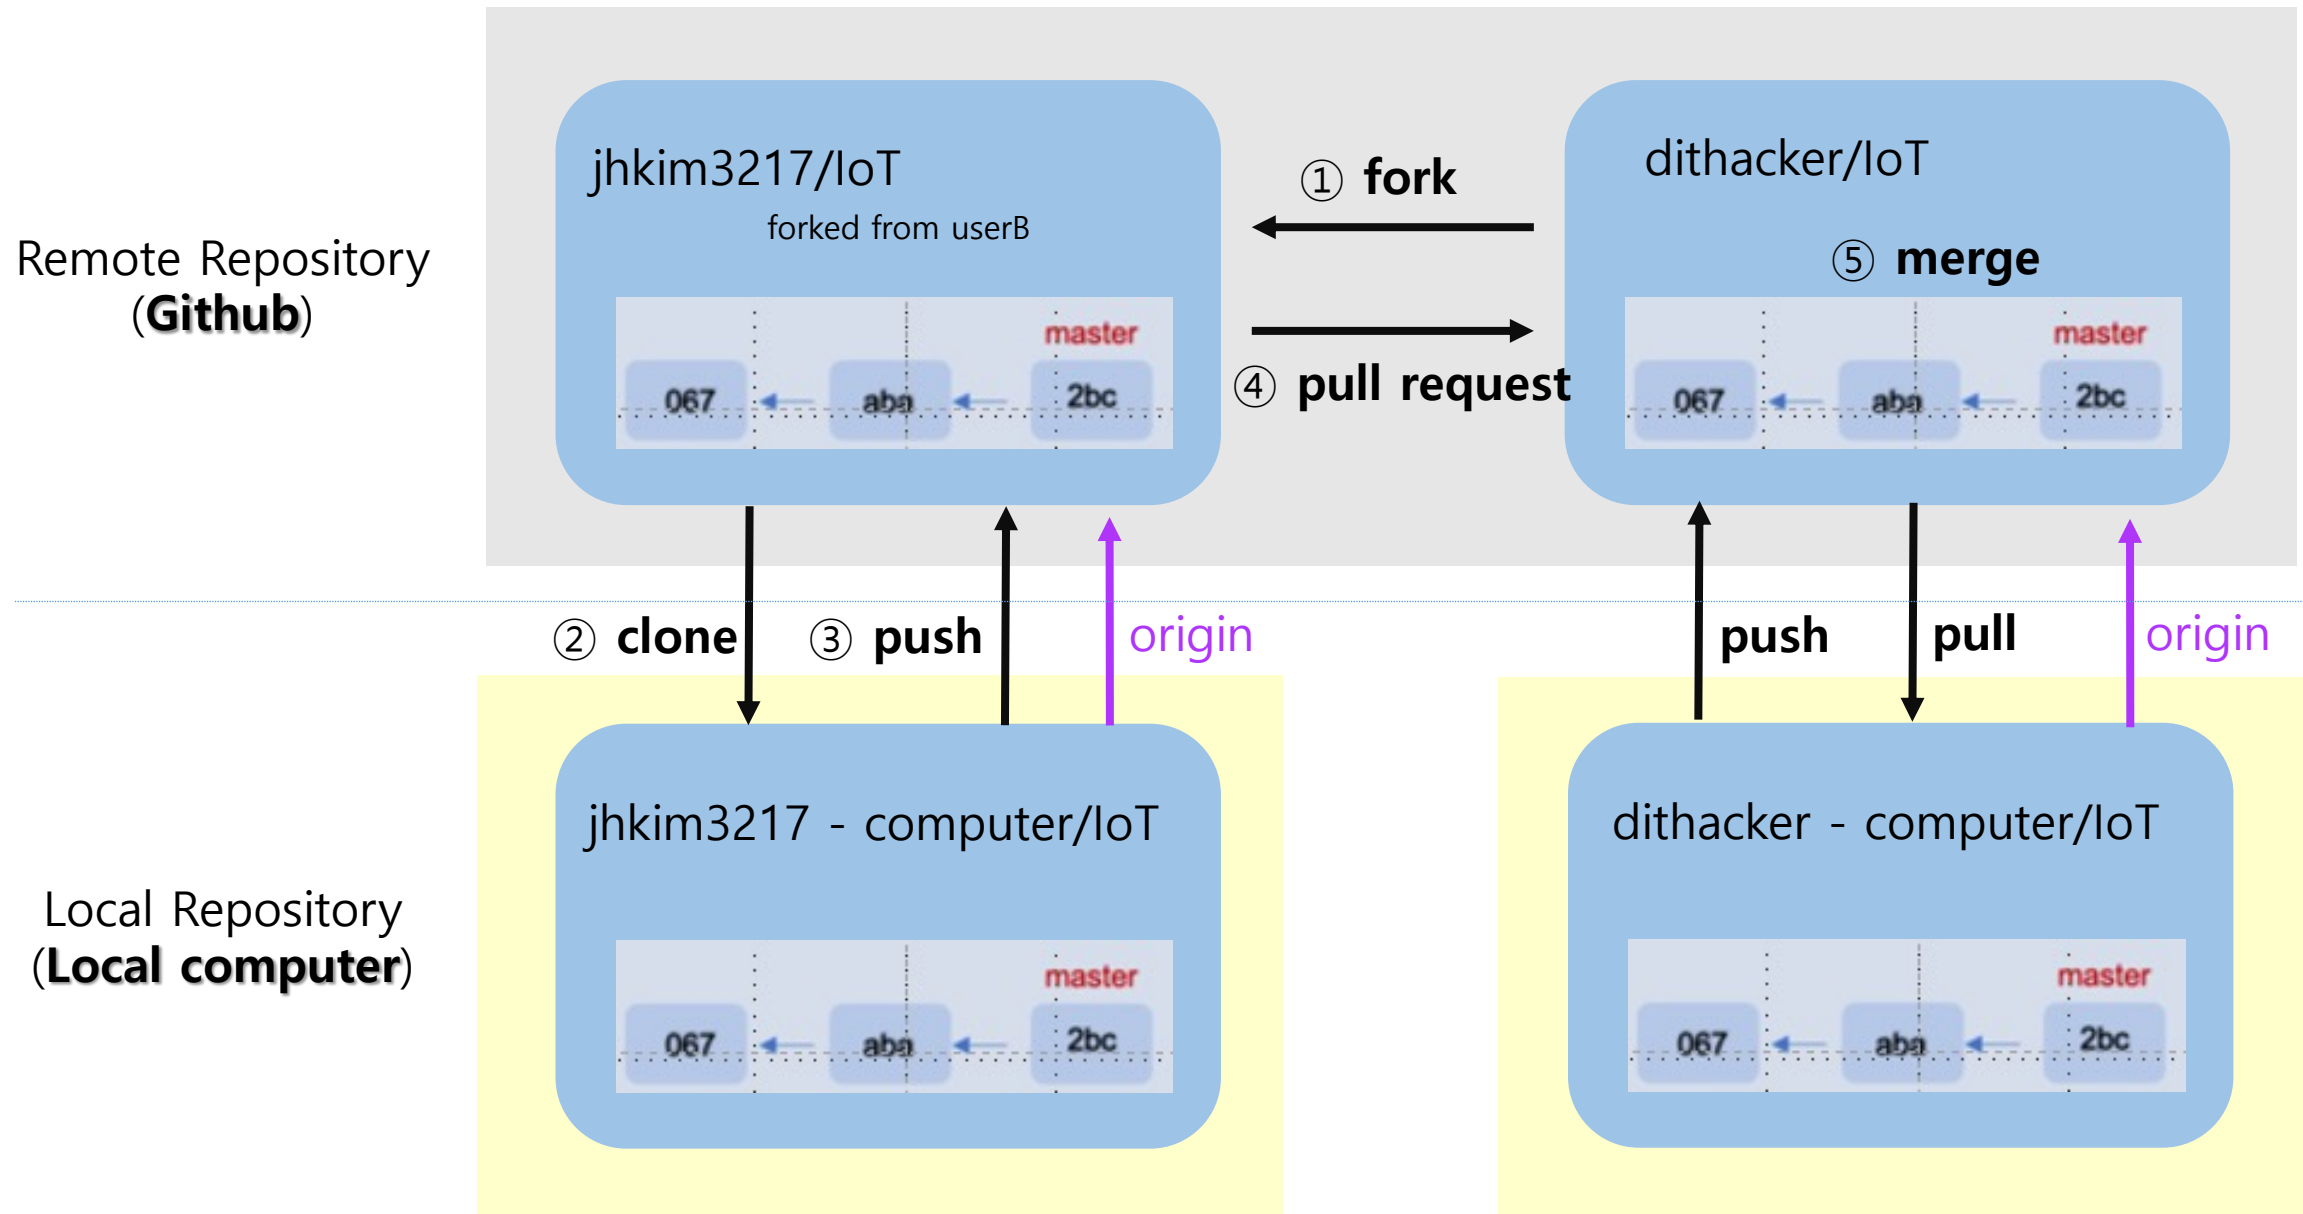 Remote Repository
(Github)
jhkim3217/IoT
forked from userB
master
067
aba
2bc
① fork
④ pull request
dithacker/IoT
⑤ merge
master
067
aba
2bc
② clone
③ push
origin
push
pull
origin
Local Repository
(Local computer)
jhkim3217 - computer/IoT
master
067
aba
2bc
dithacker - computer/IoT
master
067
aba
2bc